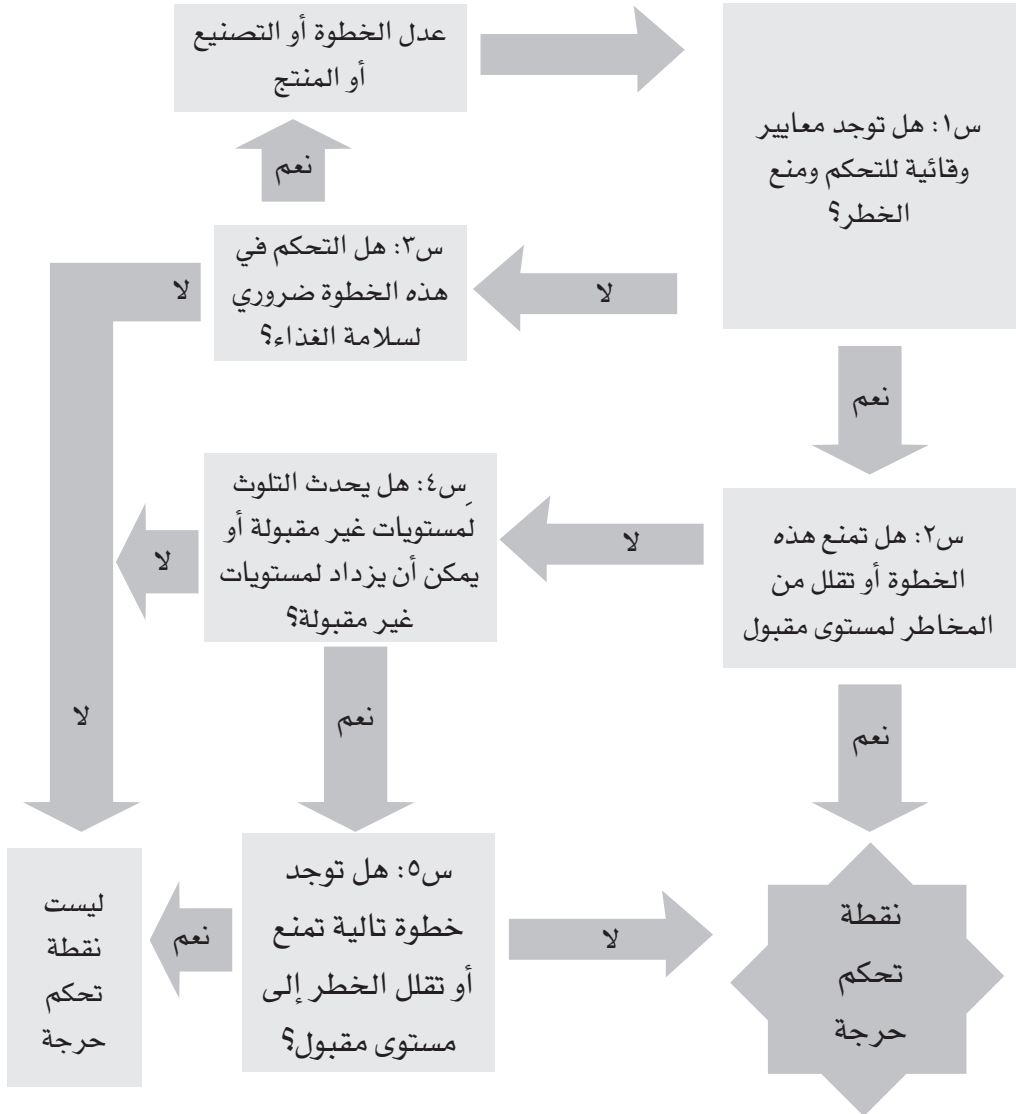 عدل الخطوة أو التصنيع
أو المنتج
س١: هل توجد معايير
وقائية للتحكم ومنع
الخطر؟
نعم
س٣: هل التحكم في
هذه الخطوة ضروري
لسلامة الغذاء؟
لا
لا
نعم
س٢: هل تمنع هذه
الخطوة أو تقلل من
المخاطر لمستوى مقبول
لا
س٤: هل يحدث التلوث
لمستويات غير مقبولة أو
يمكن أن يزداد لمستويات
غير مقبولة؟
لا
لا
نعم
نعم
نقطة
تحكم
حرجة
لا
س٥: هل توجد
خطوة تالية تمنع
أو تقلل الخطر إلى
مستوى مقبول؟
نعم
ليست
نقطة
تحكم
حرجة